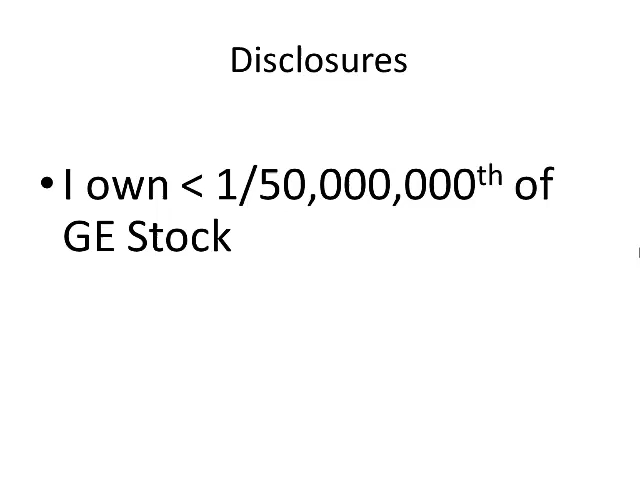 Disclosures
• I own < 1/50,000,000th of
GE Stock